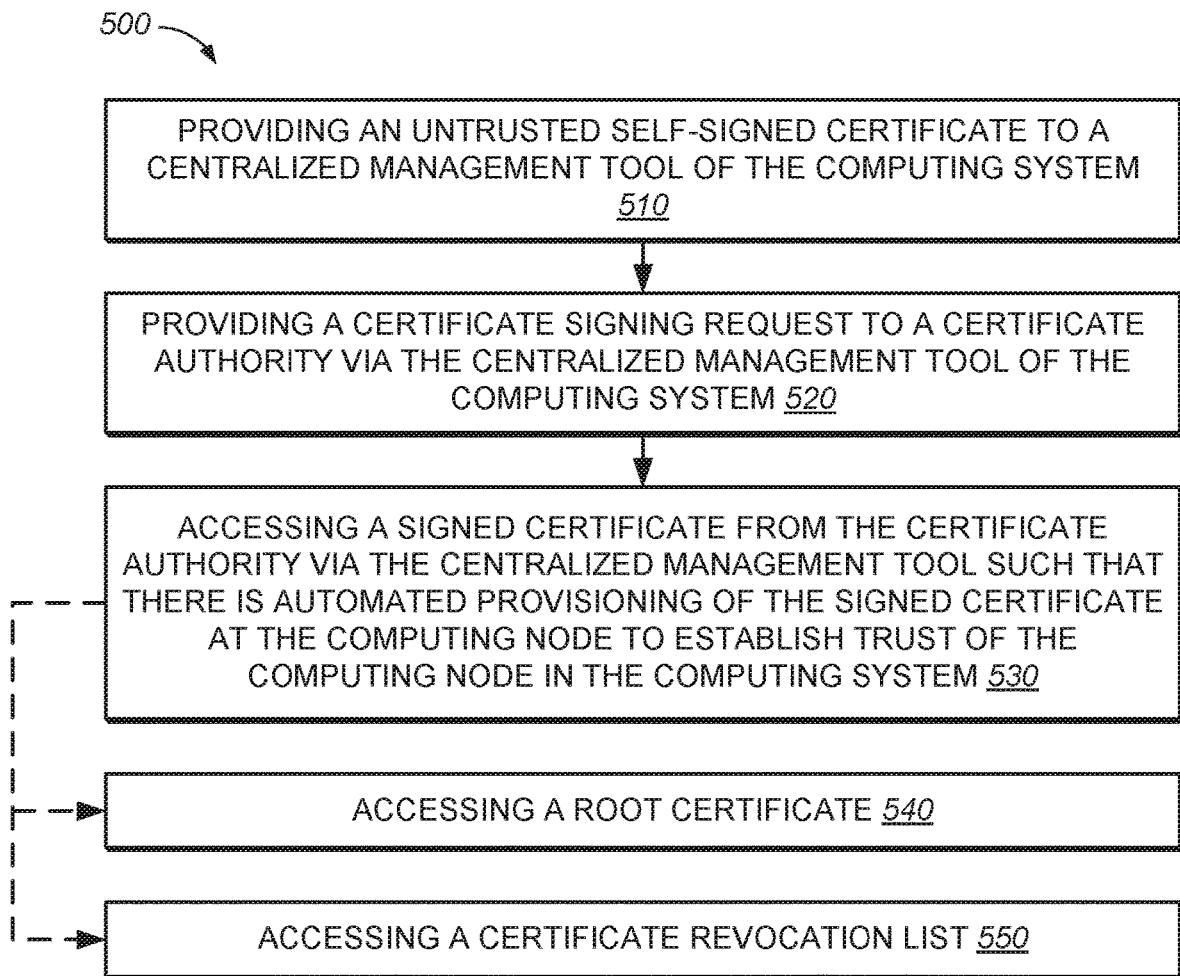 500
PROVIDING AN UNTRUSTED SELF-SIGNED CERTIFICATE TO A
CENTRALIZED MANAGEMENT TOOL OF THE COMPUTING SYSTEM
510
PROVIDING A CERTIFICATE SIGNING REQUEST TO A CERTIFICATE
AUTHORITY VIA THE CENTRALIZED MANAGEMENT TOOL OF THE
COMPUTING SYSTEM 520
ACCESSING A SIGNED CERTIFICATE FROM THE CERTIFICATE
AUTHORITY VIA THE CENTRALIZED MANAGEMENT TOOL SUCH THAT
THERE IS AUTOMATED PROVISIONING OF THE SIGNED CERTIFICATE
AT THE COMPUTING NODE TO ESTABLISH TRUST OF THE
COMPUTING NODE IN THE COMPUTING SYSTEM 530
ACCESSING A ROOT CERTIFICATE 540
ACCESSING A CERTIFICATE REVOCATION LIST 550